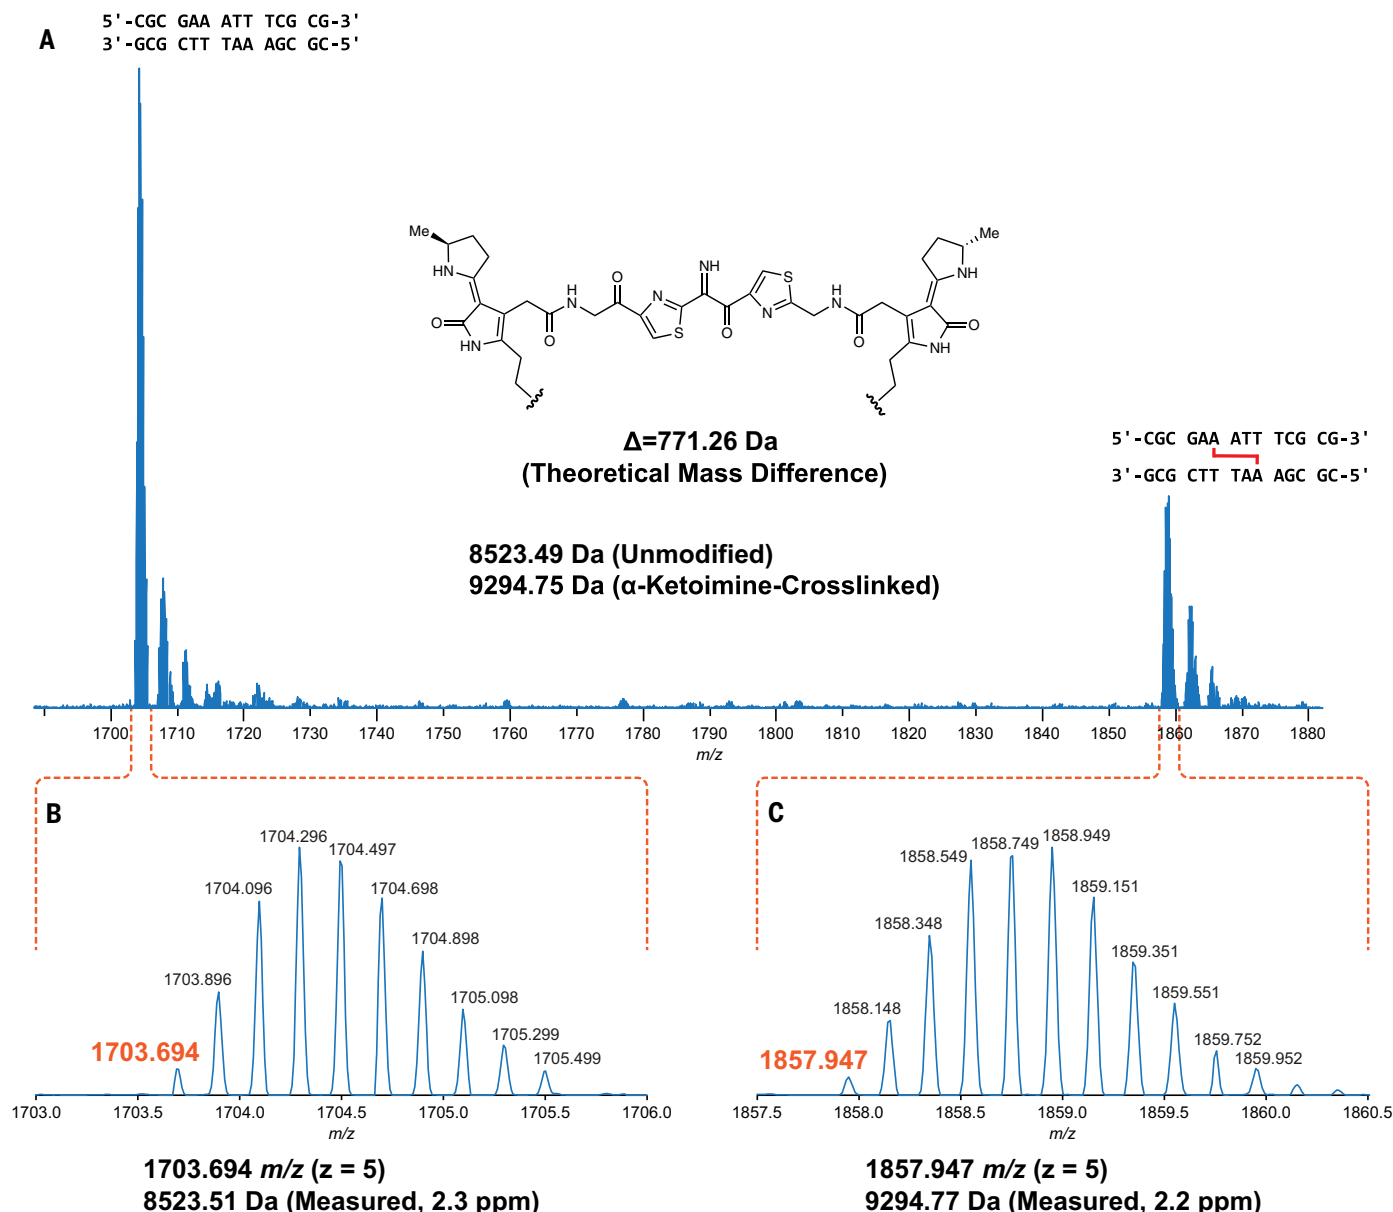 A
5'-CGC GAA ATT TCG CG-3'
3'-GCG CTT TAA AGC GC-5'
Me
HN
O
HN
H
N
O
O
N
S
NH
O
S
N
H
N
O
Me
NH
O
NH
Δ=771.26 Da
(Theoretical Mass Difference)
8523.49 Da (Unmodified)
9294.75 Da (α-Ketoimine-Crosslinked)
5'-CGC GAA ATT TCG CG-3'
3'-GCG CTT TAA AGC GC-5'
1700 1710 1720 1730 1740 1750 1760 1770 1780 1790 1800 1810 1820 1830 1840 1850 1860 1870 1880
m/z
B
1704.296
1704.497
1704.096
1704.698
1704.898
1703.896
1705.098
1705.299
1705.499
1703.694
1703.0 1703.5 1704.0 1704.5 1705.0 1705.5 1706.0
m/z
1703.694 m/z (z = 5)
8523.51 Da (Measured, 2.3 ppm)
C
1858.949
1858.749
1858.549
1859.151
1858.348
1859.351
1859.551
1858.148
1859.752
1859.952
1857.947
1857.5 1858.0 1858.5 1859.0 1859.5 1860.0 1860.5
m/z
1857.947 m/z (z = 5)
9294.77 Da (Measured, 2.2 ppm)